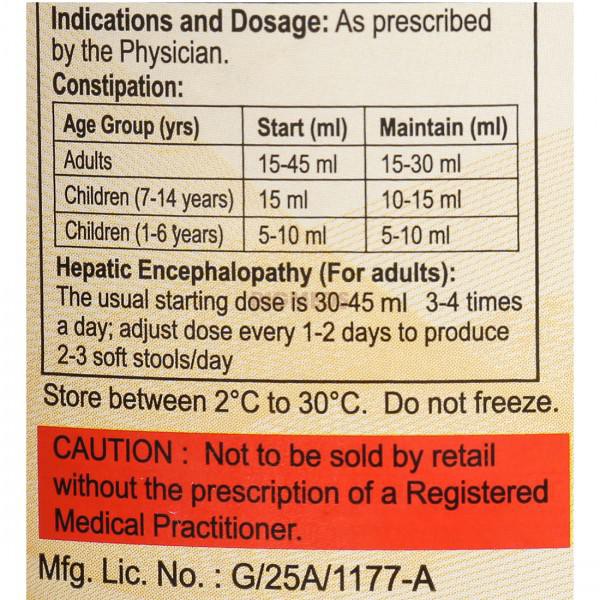 Indications and Dosage: As prescribed
by the Physician.
Constipation:
Age Group (yrs) Start (ml) Maintain (ml)
Adults 15-45 ml 15-30 ml
Children (7-14 years) 15 ml 10-15 ml
Children (1-6 years) 5-10 ml 5-10 ml
Hepatic Encephalopathy (For adults):
The usual starting dose is 30-45 ml 3-4 times
a day; adjust dose every 1-2 days to produce
2-3 soft stools/day
Store between 2°C to 30°C. Do not freeze.
CAUTION : Not to be sold by retail
without the prescription of a Registered
Medical Practitioner.
Mfg. Lic. No. : G/25A/1177-A